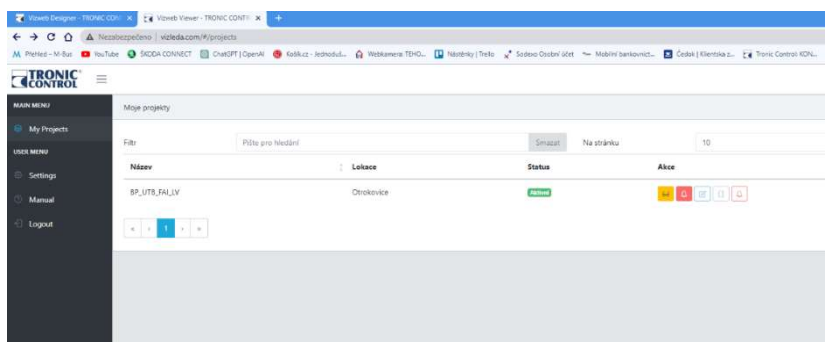 Vizweb Designer - TRONIC CON × Vizweb Viewer - TRONIC CONT × +
Nezabezpečeno | vizleda.com/#/projects
Přehled – M-Bus YouTube ŠKODA CONNECT ChatGPT | OpenAI Košík.cz - Jednoduš... Webkamera: TEHO... Nástěnky | Trello Sodexo Osobní účet Mobilní bankovnict... Čedok | Klientská z... Tronic Control KON...
TRONIC CONTROL
MAIN MENU
Moje projekty
My Projects
USER MENU
Filtr Pište pro hledání Smazat Na stránku 10
Název Lokace Status Akce
Settings
BP_UTB_FAI_LV Otrokovice Aktivní
Manual
Logout
« ‹ 1 › »